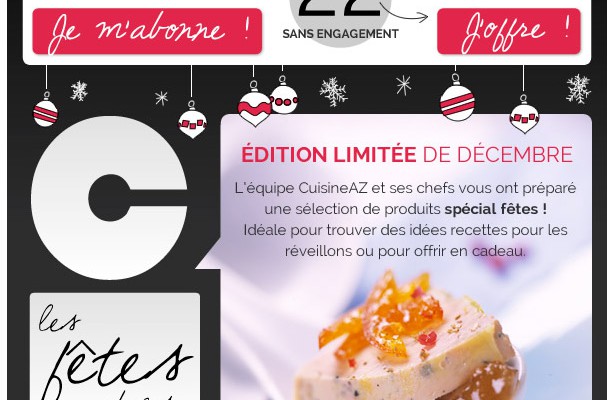 22
Je m'abonne !
SANS ENGAGEMENT
J'offre !
ÉDITION LIMITÉE DE DÉCEMBRE
L'équipe CuisineAZ et ses chefs vous ont préparé
une sélection de produits spécial fêtes !
Idéale pour trouver des idées recettes pour les
réveillons ou pour offrir en cadeau.
C
les
fêtes